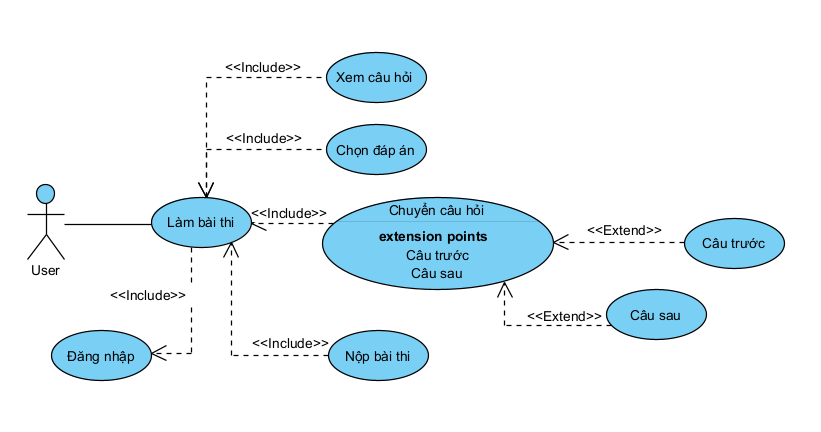 <<Include>>
Xem câu hỏi
<<Include>>
Chọn đáp án
Làm bài thi
<<Include>>
Chuyển câu hỏi
extension points
Câu trước
Câu sau
<<Extend>>
Câu trước
User
<<Include>>
<<Extend>>
Câu sau
Đăng nhập
<<Include>>
Nộp bài thi